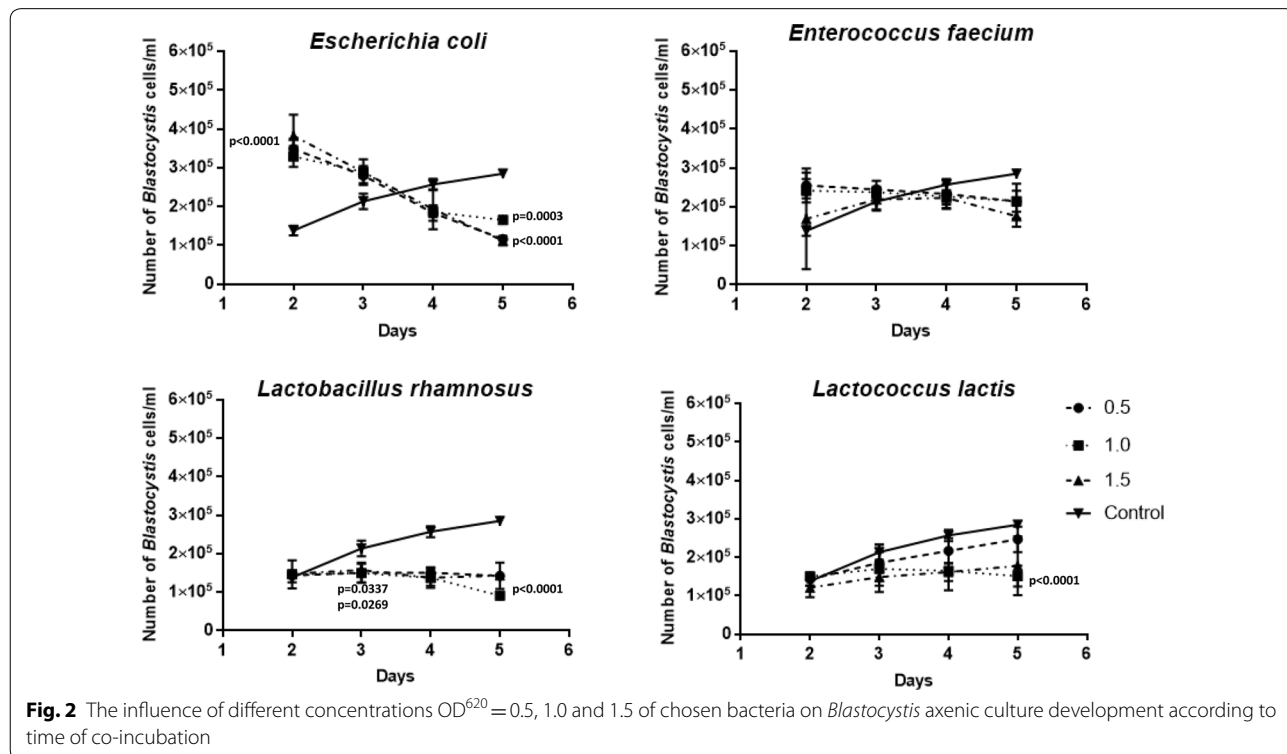 Escherichia coli
Number of Blastocystis cells/ml
6×10⁵
5×10⁵
4×10⁵
3×10⁵
2×10⁵
1×10⁵
0
p<0.0001
p=0.0003
p<0.0001
1 2 3 4 5 6
Days
Enterococcus faecium
Number of Blastocystis cells/ml
6×10⁵
5×10⁵
4×10⁵
3×10⁵
2×10⁵
1×10⁵
0
1 2 3 4 5 6
Days
Lactobacillus rhamnosus
Number of Blastocystis cells/ml
6×10⁵
5×10⁵
4×10⁵
3×10⁵
2×10⁵
1×10⁵
0
p=0.0337
p=0.0269
p<0.0001
1 2 3 4 5 6
Days
Lactococcus lactis
Number of Blastocystis cells/ml
6×10⁵
5×10⁵
4×10⁵
3×10⁵
2×10⁵
1×10⁵
0
p<0.0001
1 2 3 4 5 6
Days
0.5
1.0
1.5
Control
Fig. 2 The influence of different concentrations OD⁶²⁰ = 0.5, 1.0 and 1.5 of chosen bacteria on Blastocystis axenic culture development according to
time of co-incubation